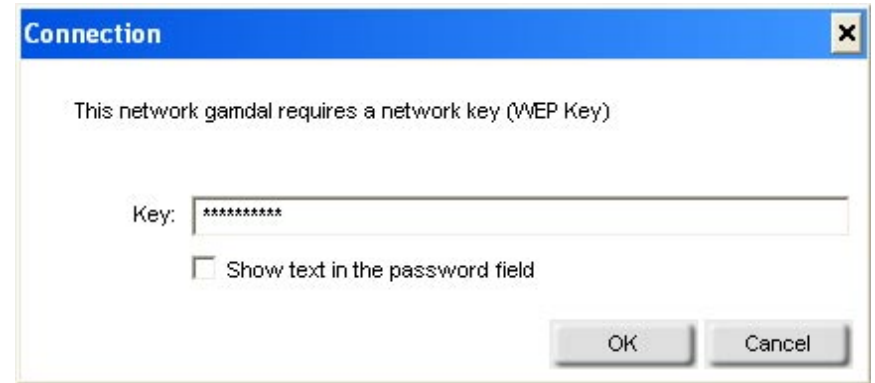 Connection
This network gamdal requires a network key (WEP Key)
Key: **********
Show text in the password field
OK Cancel